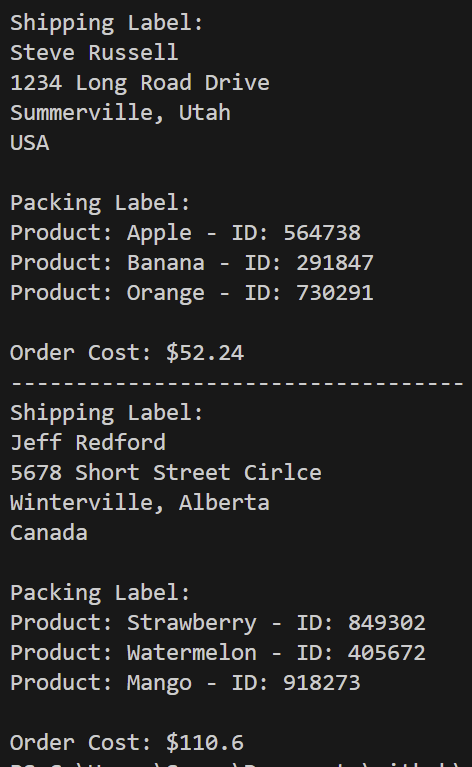 Shipping Label:
Steve Russell
1234 Long Road Drive
Summerville, Utah
USA
Packing Label:
Product: Apple - ID: 564738
Product: Banana - ID: 291847
Product: Orange - ID: 730291
Order Cost: $52.24
-----------------------------------
Shipping Label:
Jeff Redford
5678 Short Street Cirlce
Winterville, Alberta
Canada
Packing Label:
Product: Strawberry - ID: 849302
Product: Watermelon - ID: 405672
Product: Mango - ID: 918273
Order Cost: $110.6